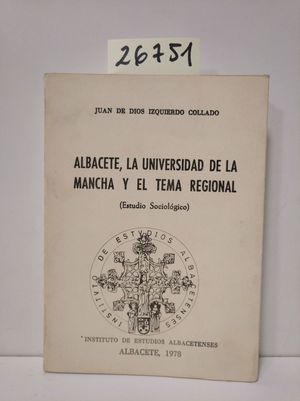 26751
JUAN DE DIOS IZQUIERDO COLLADO
ALBACETE, LA UNIVERSIDAD DE LA
MANCHA Y EL TEMA REGIONAL
(Estudio Sociológico)
INSTITUTO DE ESTUDIOS ALBACETENSES
INSTITUTO DE ESTUDIOS ALBACETENSES
ALBACETE, 1978